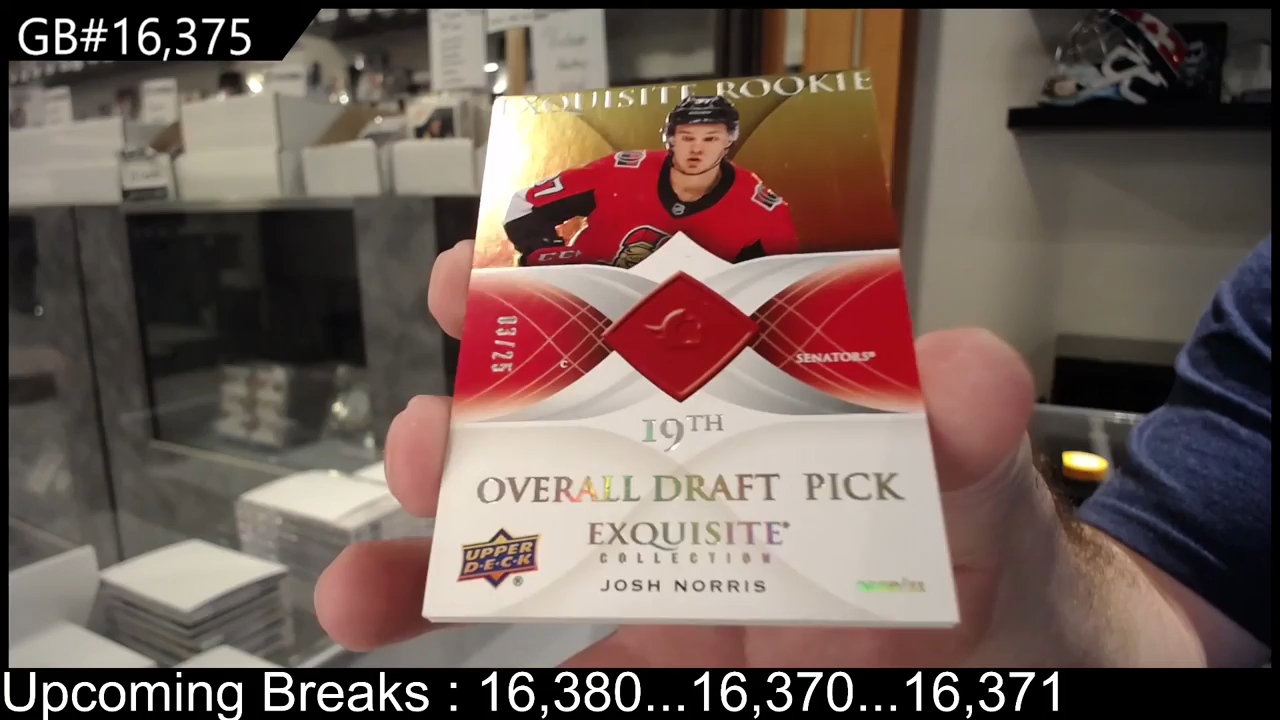 GB#16,375
EXQUISITE ROOKIE
03/25
C
SENATORS
19TH
OVERALL DRAFT PICK
EXQUISITE
COLLECTION
UPPER
D·E·C·K
®
JOSH NORRIS
Upcoming Breaks : 16,380...16,370...16,371